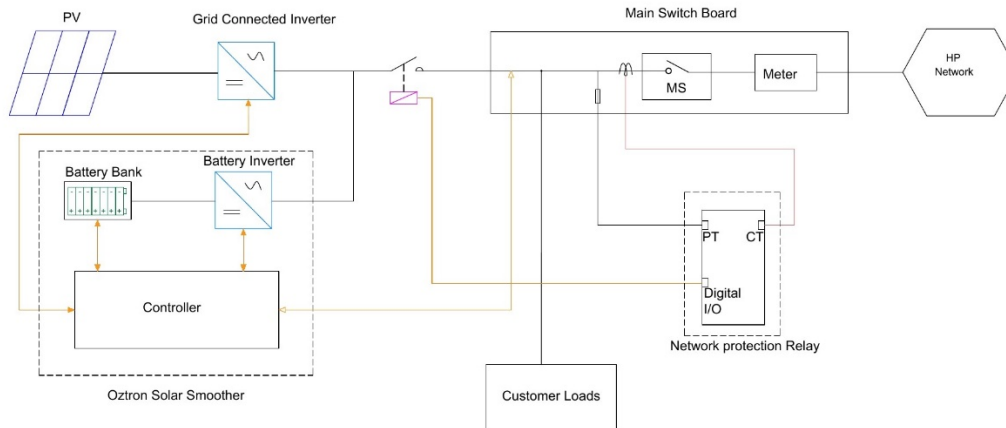 PV
Grid Connected Inverter
Main Switch Board
HP
Network
MS
Meter
Battery Bank
Battery Inverter
PT
CT
Digital
I/O
Controller
Network protection Relay
Oztron Solar Smoother
Customer Loads